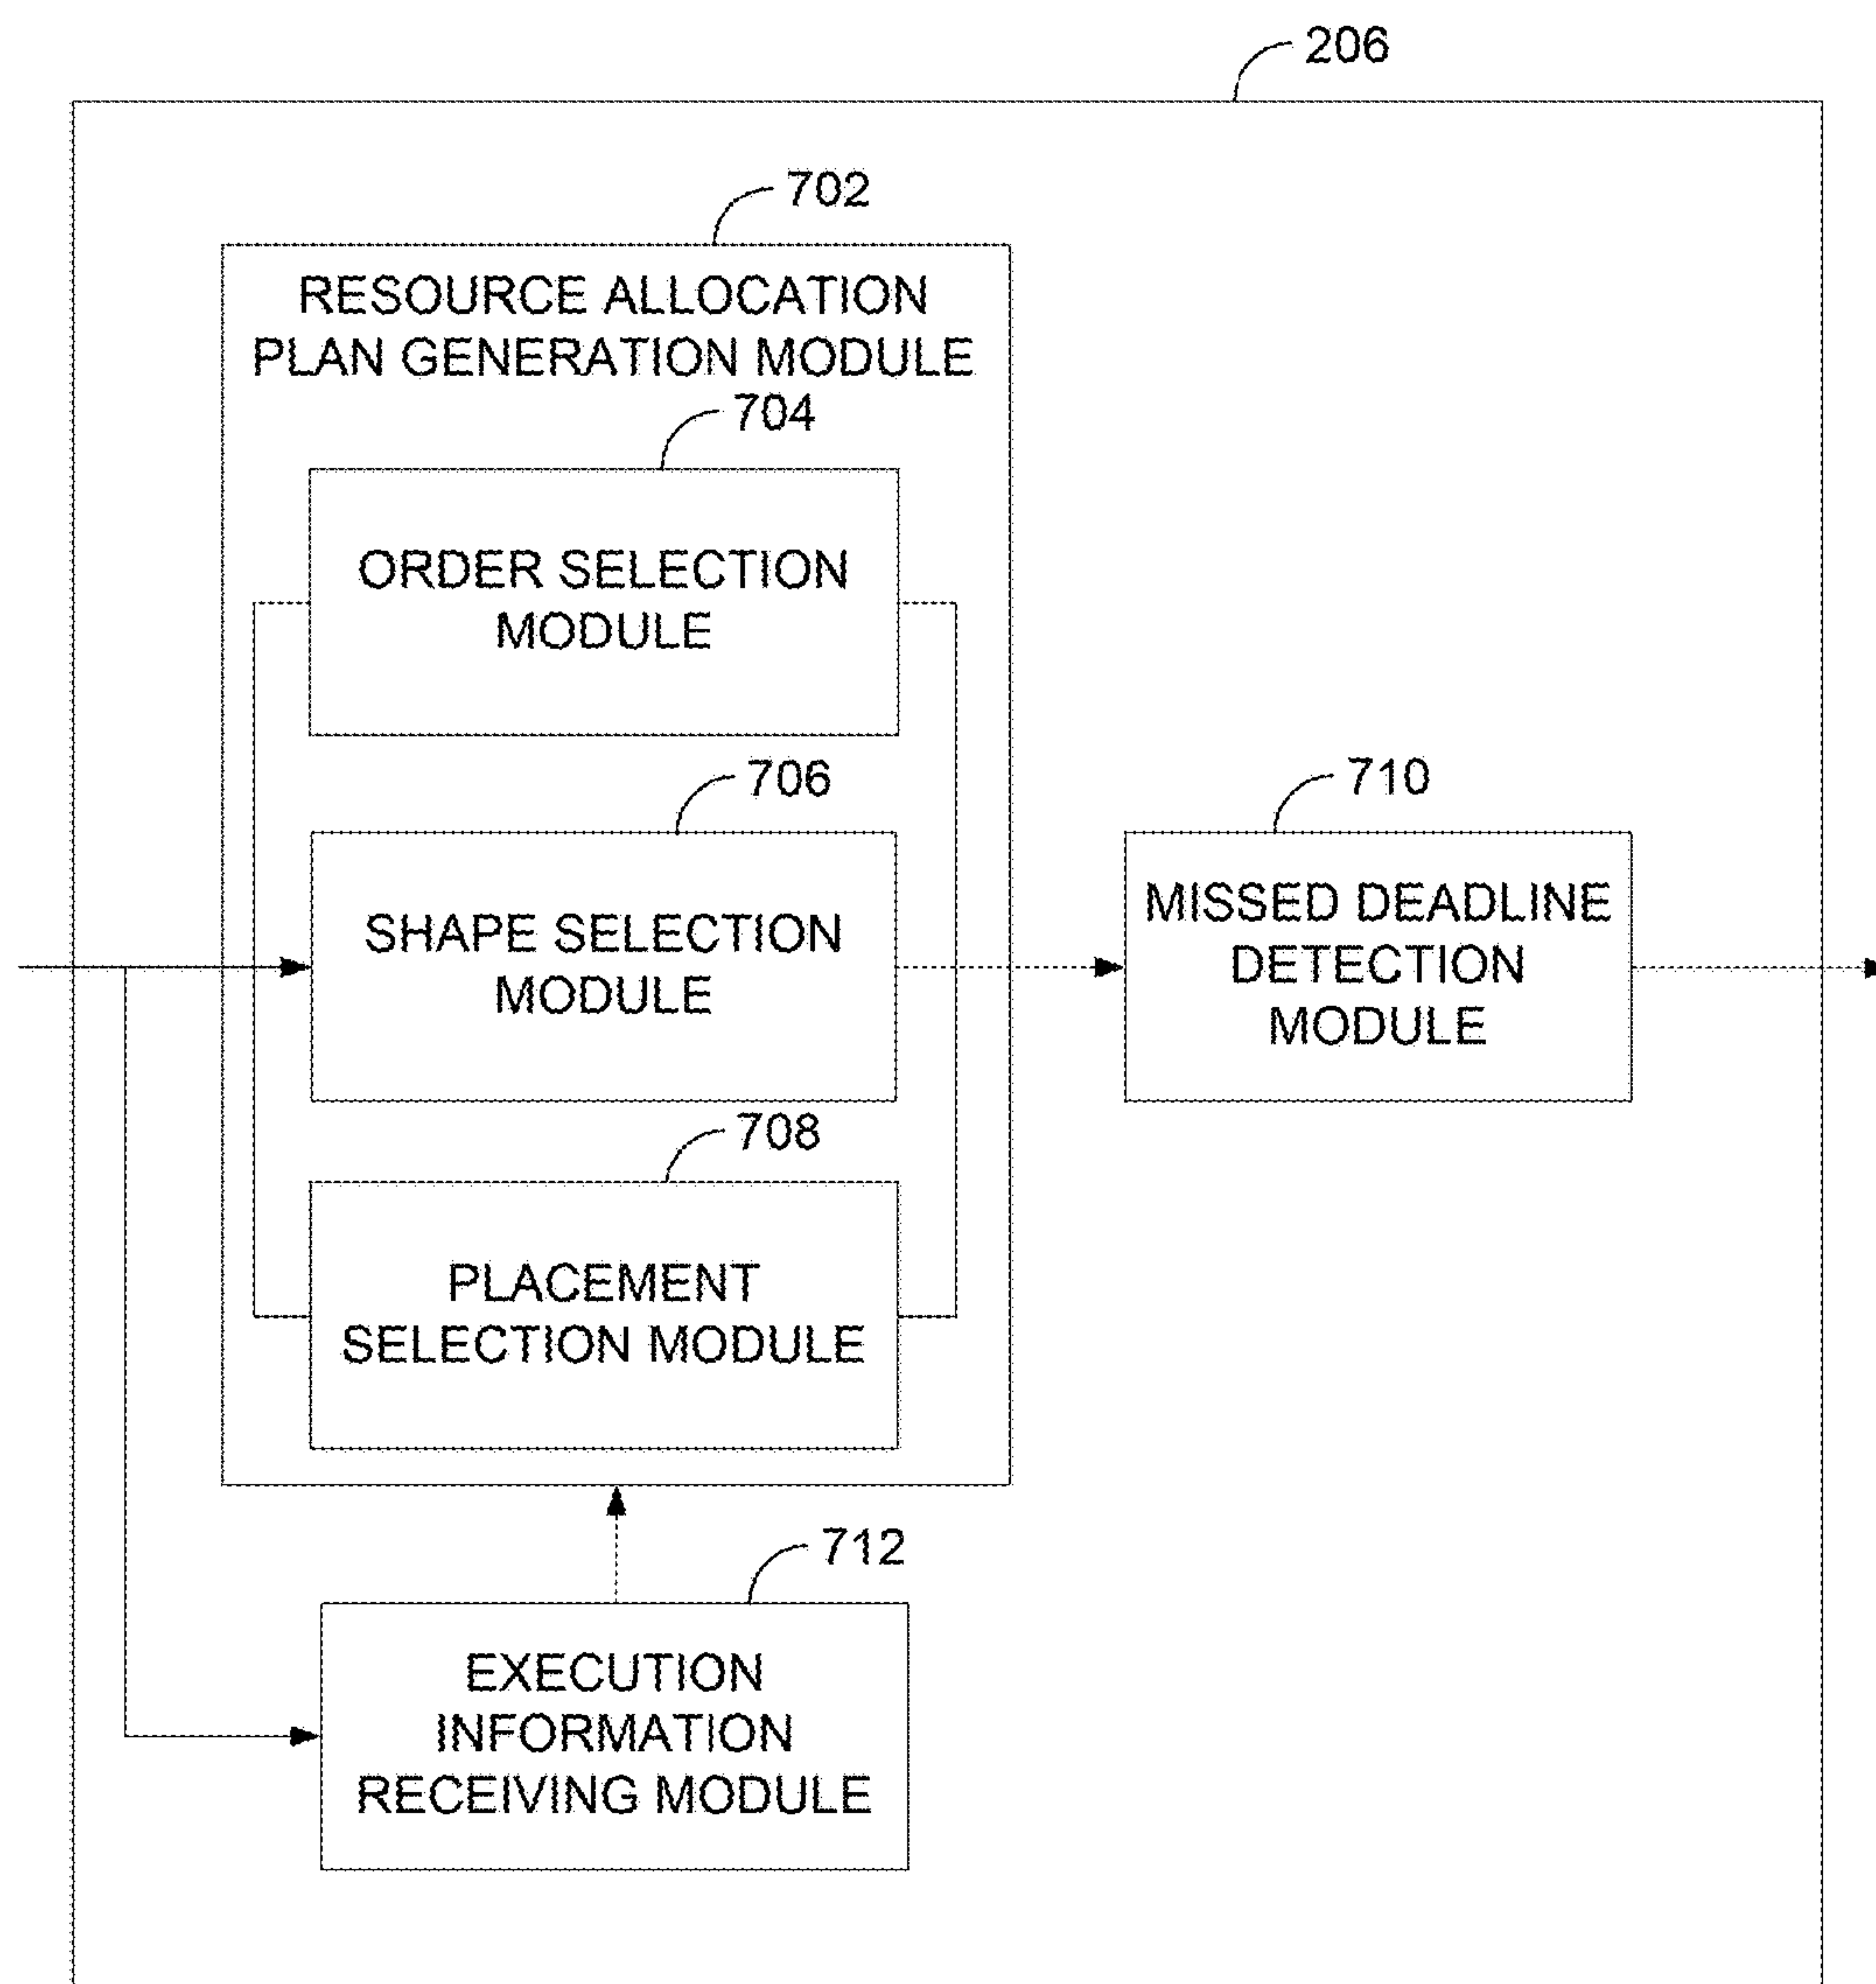 206
702
RESOURCE ALLOCATION
PLAN GENERATION MODULE
704
ORDER SELECTION
MODULE
706
SHAPE SELECTION
MODULE
710
MISSED DEADLINE
DETECTION
MODULE
708
PLACEMENT
SELECTION MODULE
712
EXECUTION
INFORMATION
RECEIVING MODULE